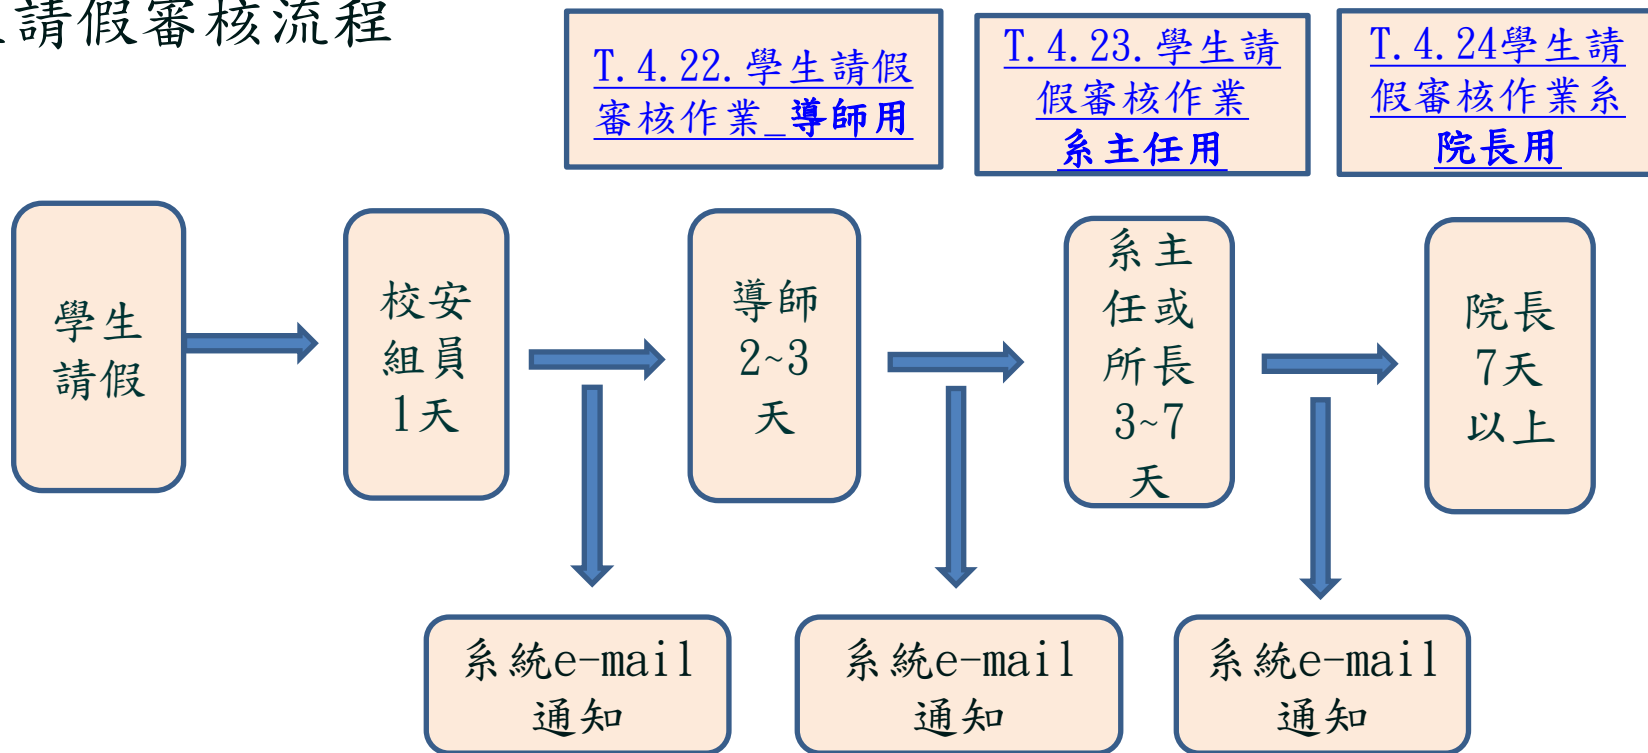 請假審核流程
T.4.22.學生請假
審核作業_導師用
T.4.23.學生請
假審核作業
系主任用
T.4.24學生請
假審核作業系
院長用
學生
請假
校安
組員
1天
導師
2~3
天
系主
任或
所長
3~7
天
院長
7天
以上
系統e-mail
通知
系統e-mail
通知
系統e-mail
通知